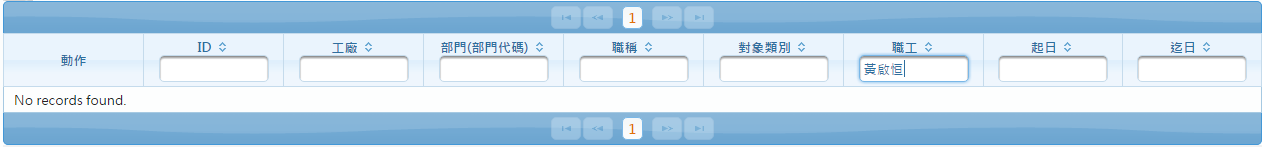 1
動作 ID 工廠 部門(部門代碼) 職稱 對象類別 職工 起日 迄日
黃啟恒
No records found.
1